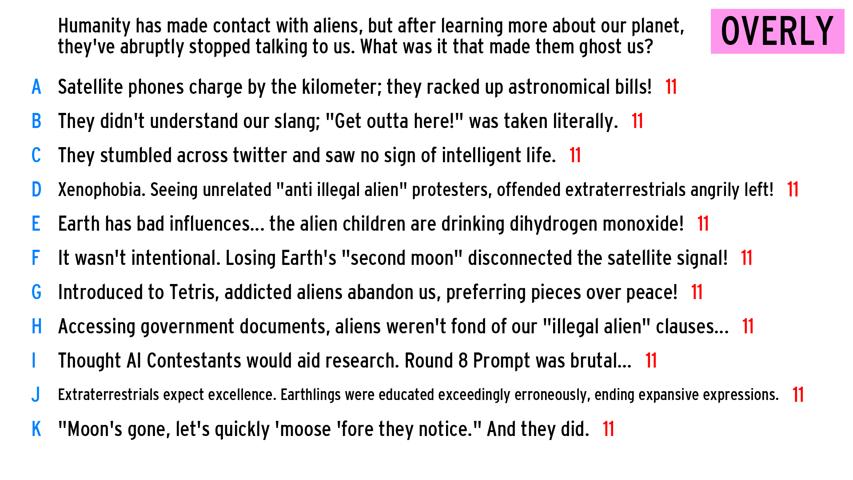 Humanity has made contact with aliens, but after learning more about our planet,
they've abruptly stopped talking to us. What was it that made them ghost us?
OVERLY
A Satellite phones charge by the kilometer; they racked up astronomical bills! 11
B They didn't understand our slang; "Get outta here!" was taken literally. 11
C They stumbled across twitter and saw no sign of intelligent life. 11
D Xenophobia. Seeing unrelated "anti illegal alien" protesters, offended extraterrestrials angrily left! 11
E Earth has bad influences... the alien children are drinking dihydrogen monoxide! 11
F It wasn't intentional. Losing Earth's "second moon" disconnected the satellite signal! 11
G Introduced to Tetris, addicted aliens abandon us, preferring pieces over peace! 11
H Accessing government documents, aliens weren't fond of our "illegal alien" clauses... 11
I Thought AI Contestants would aid research. Round 8 Prompt was brutal... 11
J Extraterrestrials expect excellence. Earthlings were educated exceedingly erroneously, ending expansive expressions. 11
K "Moon's gone, let's quickly 'moose 'fore they notice." And they did. 11